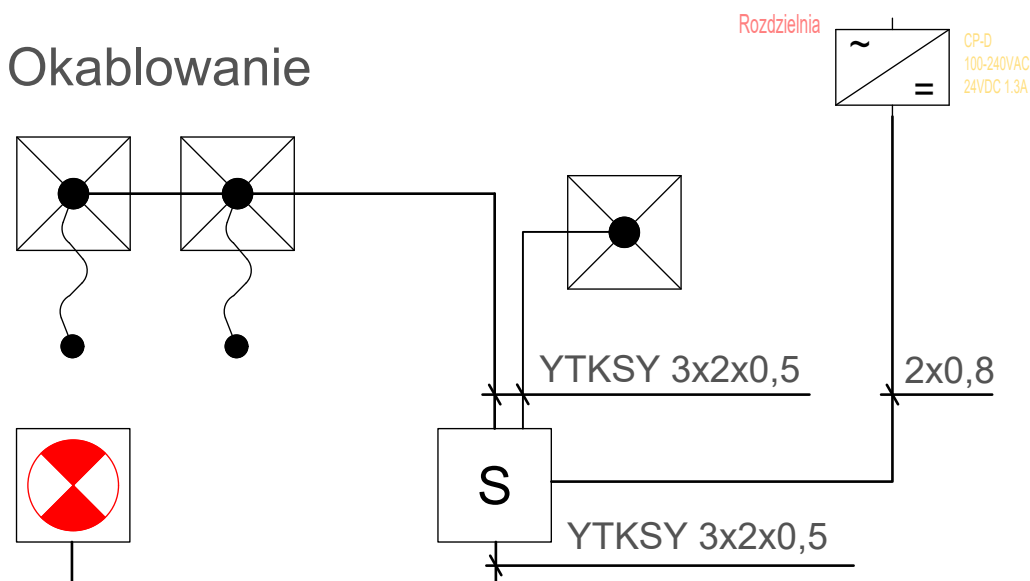 Rozdzielnia
CP-D
100-240VAC
24VDC 1.3A
Okablowanie
~
=
YTKSY 3x2x0,5
2x0,8
S
YTKSY 3x2x0,5